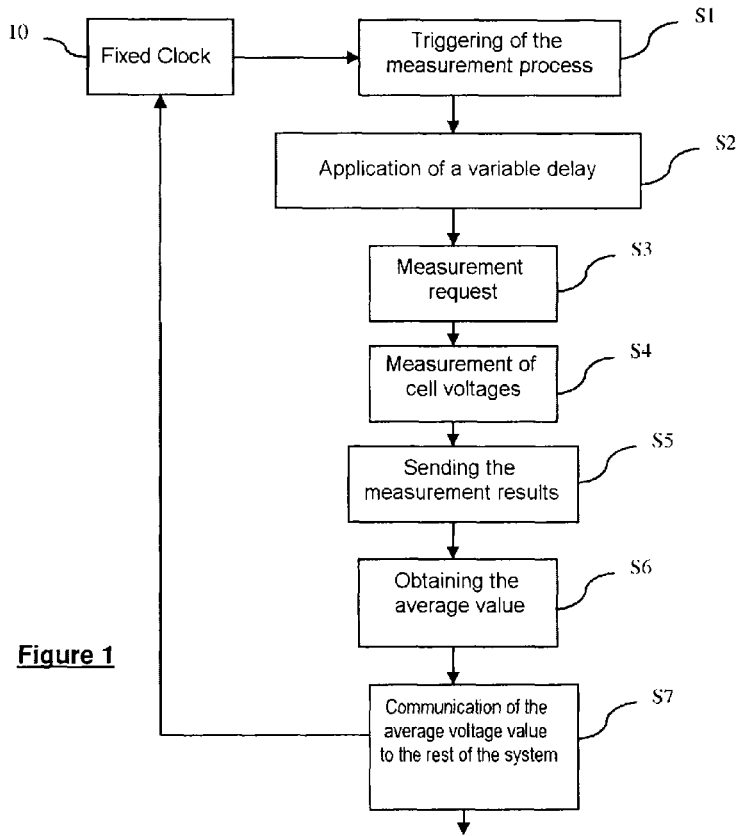 10
Fixed Clock
Triggering of the
measurement process
S1
Application of a variable delay
S2
Measurement
request
S3
Measurement of
cell voltages
S4
Sending the
measurement results
S5
Obtaining the
average value
S6
Figure 1
Communication of the
average voltage value
to the rest of the system
S7